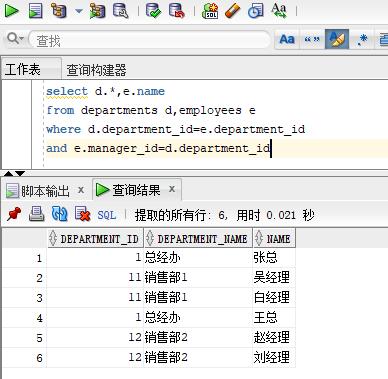 SQL
查找
Aa “” .*
工作表 查询构建器
select d.*,e.name
from departments d,employees e
where d.department_id=e.department_id
and e.manager_id=d.department_id
脚本输出 x 查询结果 x
SQL 提取的所有行: 6, 用时 0.021 秒
DEPARTMENT_ID DEPARTMENT_NAME NAME
1 1 总经办 张总
2 11 销售部1 吴经理
3 11 销售部1 白经理
4 1 总经办 王总
5 12 销售部2 赵经理
6 12 销售部2 刘经理